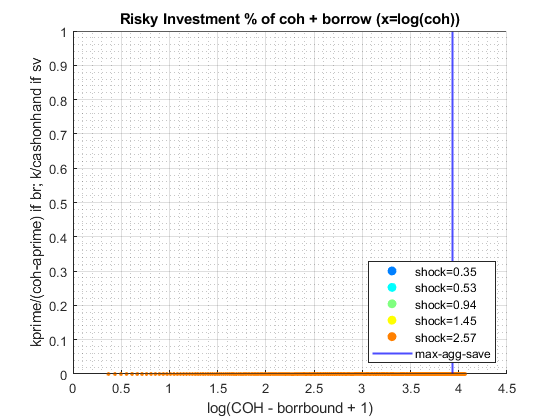 Risky Investment % of coh + borrow (x=log(coh))
kprime/(coh-aprime) if br; k/cashonhand if sv
1
0.9
0.8
0.7
0.6
0.5
0.4
0.3
0.2
0.1
0
shock=0.35
shock=0.53
shock=0.94
shock=1.45
shock=2.57
max-agg-save
0 0.5 1 1.5 2 2.5 3 3.5 4 4.5
log(COH - borrbound + 1)